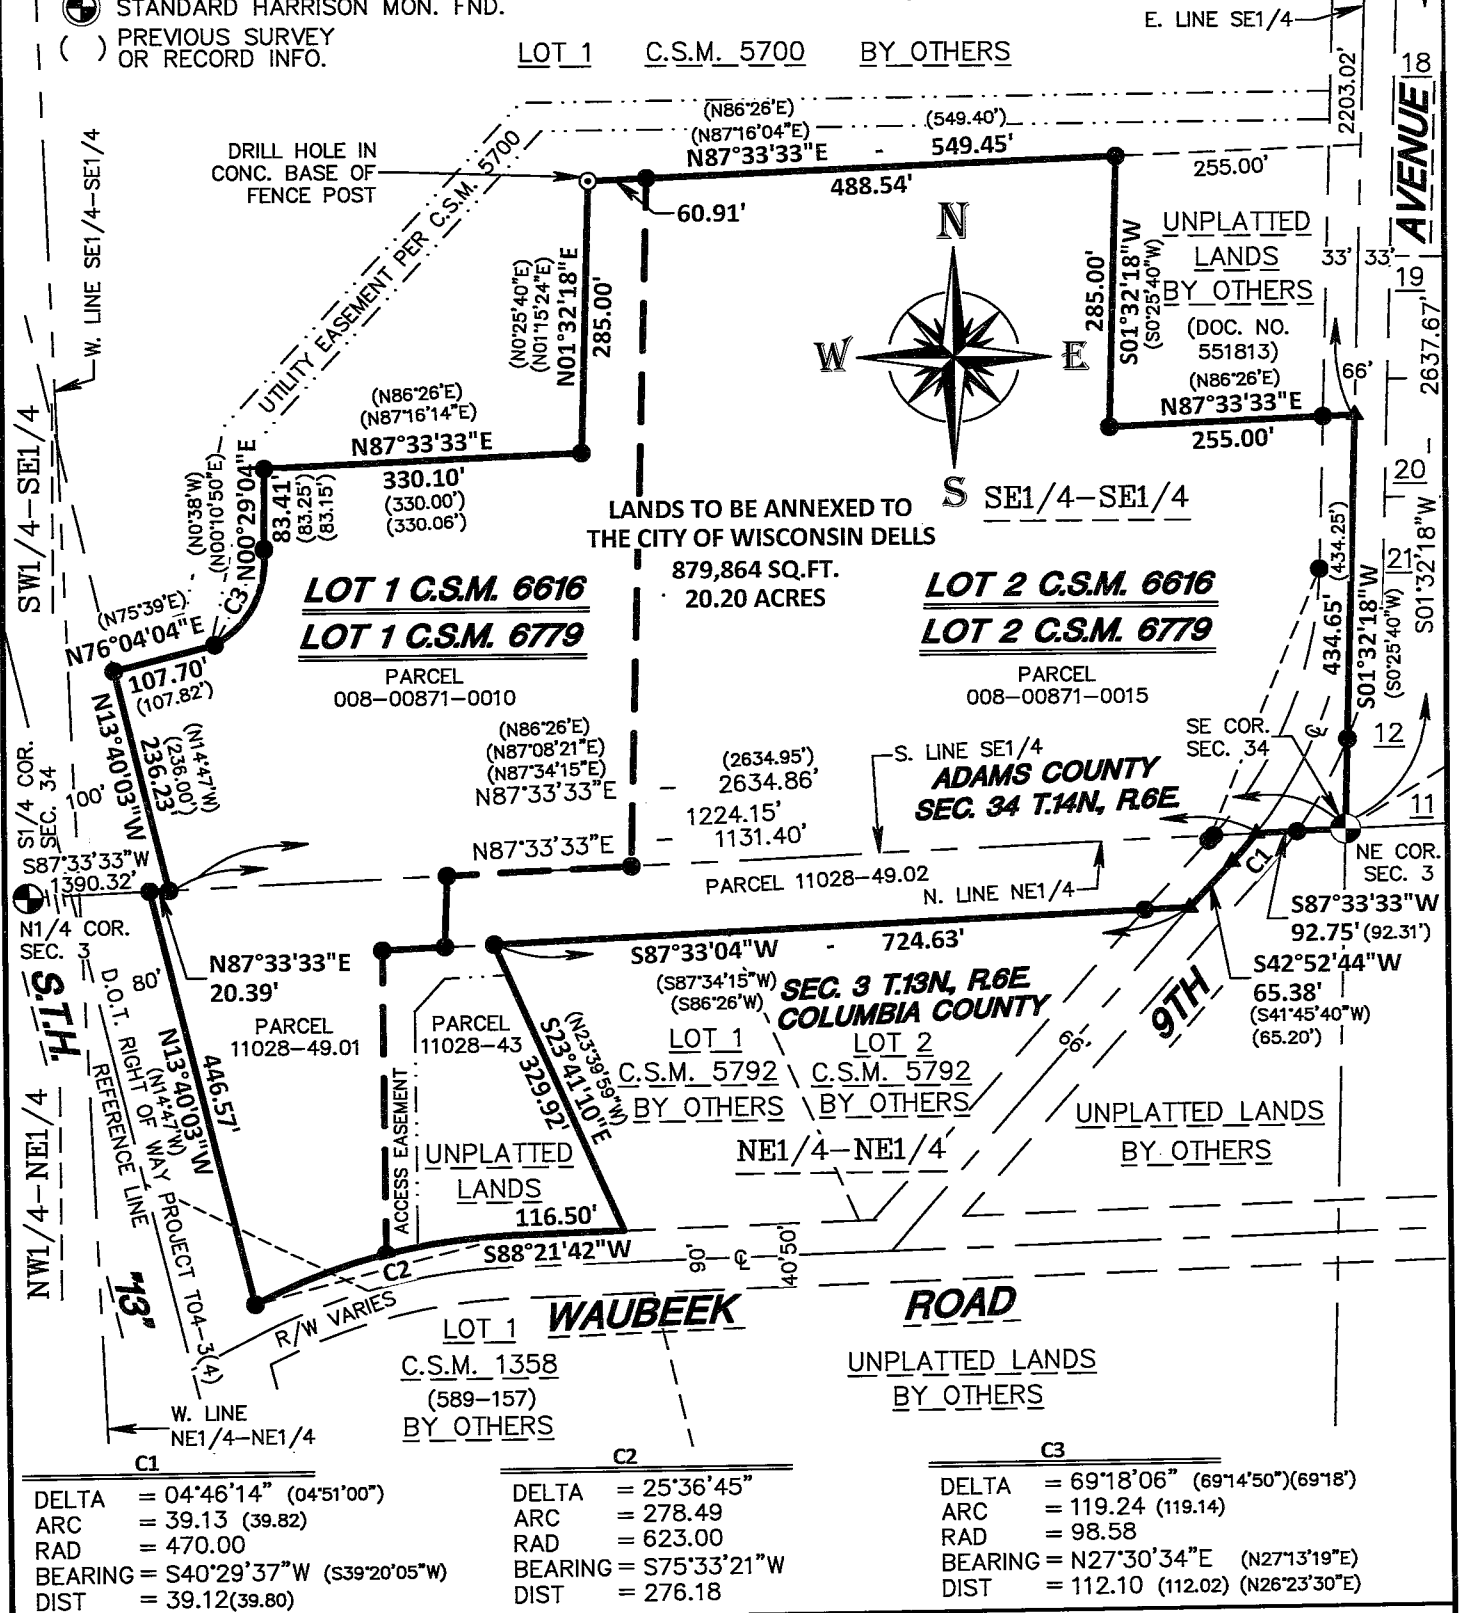 STANDARD HARRISON MON. FND.
( ) PREVIOUS SURVEY
OR RECORD INFO.
LOT 1 C.S.M. 5700 BY OTHERS
E. LINE SE1/4
2203.02'
18
AVENUE
W. LINE SE1/4–SE1/4
DRILL HOLE IN
CONC. BASE OF
FENCE POST
UTILITY EASEMENT PER C.S.M. 5700
(N86°26'E)
(N87°16'04"E)
(549.40')
N87°33'33"E - 549.45'
488.54'
60.91'
255.00'
UNPLATTED
LANDS
BY OTHERS
(DOC. NO.
551813)
33' 33'
19
2637.67'
66'
N
W
E
S
285.00'
S01°32'18"W
(S0°25'40"W)
(N0°25'40"E)
(N01°15'24"E)
N01°32'18"E
285.00'
(N86°26'E)
N87°33'33"E
255.00'
(N86°26'E)
(N87°16'14"E)
N87°33'33"E
330.10'
(330.00')
(330.06')
SW1/4–SE1/4
(N0°38'W)
(N00°10'50"E)
N00°29'04"E
83.41'
(83.25')
(83.15')
C3
SE1/4–SE1/4
20
LANDS TO BE ANNEXED TO
THE CITY OF WISCONSIN DELLS
879,864 SQ.FT.
20.20 ACRES
S01°32'18"W
21
(434.25')
434.65'
S01°32'18"W
(S0°25'40"W)
LOT 1 C.S.M. 6616
LOT 1 C.S.M. 6779
PARCEL
008–00871–0010
LOT 2 C.S.M. 6616
LOT 2 C.S.M. 6779
PARCEL
008–00871–0015
(N75°39'E)
N76°04'04"E
107.70'
(107.82')
N13°40'03"W
236.23'
(236.00')
(N14°47'W)
100'
S1/4 COR.
SEC. 34
S87°33'33"W
1390.32'
N1/4 COR.
SEC. 3
(N86°26'E)
(N87°08'21"E)
(N87°34'15"E)
N87°33'33"E
(2634.95')
– 2634.86'
1224.15'
– 1131.40'
N87°33'33"E
S. LINE SE1/4
ADAMS COUNTY
SEC. 34 T.14N, R.6E.
SE COR.
SEC. 34
℄
12
11
PARCEL 11028–49.02
N. LINE NE1/4
C1
NE COR.
SEC. 3
S87°33'33"W
92.75' (92.31')
S42°52'44"W
65.38'
(S41°45'40"W)
(65.20')
N87°33'33"E
20.39'
S87°33'04"W - 724.63'
(S87°34'15"W)
(S86°26'W)
SEC. 3 T.13N, R.6E.
COLUMBIA COUNTY
9TH
66'
S.T.H.
"13"
80'
D.O.T. RIGHT OF WAY PROJECT T04–3(4)
REFERENCE LINE
N13°40'03"W
(N14°47'W)
446.57'
PARCEL
11028–49.01
PARCEL
11028–43
ACCESS EASEMENT
S23°41'10"E
329.92'
(N23°39'59"W)
LOT 1
C.S.M. 5792
BY OTHERS
LOT 2
C.S.M. 5792
BY OTHERS
UNPLATTED LANDS
BY OTHERS
NE1/4–NE1/4
UNPLATTED
LANDS
116.50'
S88°21'42"W
C2
NW1/4–NE1/4
90'
℄
40'
50'
R/W VARIES
WAUBEEK ROAD
LOT 1
C.S.M. 1358
(589–157)
BY OTHERS
UNPLATTED LANDS
BY OTHERS
W. LINE
NE1/4–NE1/4
C1
DELTA = 04°46'14" (04°51'00")
ARC = 39.13 (39.82)
RAD = 470.00
BEARING = S40°29'37"W (S39°20'05"W)
DIST = 39.12(39.80)
C2
DELTA = 25°36'45"
ARC = 278.49
RAD = 623.00
BEARING = S75°33'21"W
DIST = 276.18
C3
DELTA = 69°18'06" (69°14'50")(69°18')
ARC = 119.24 (119.14)
RAD = 98.58
BEARING = N27°30'34"E (N27°13'19"E)
DIST = 112.10 (112.02) (N26°23'30"E)